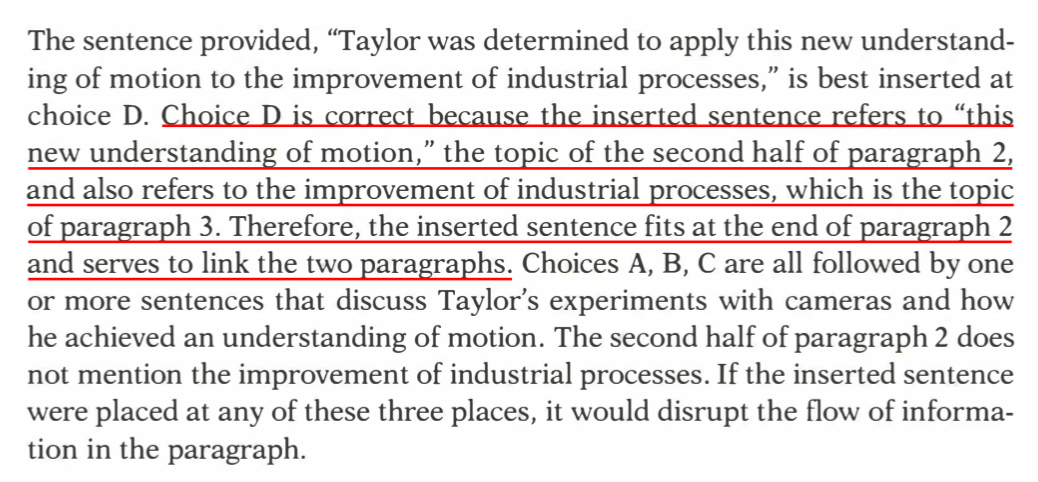 The sentence provided, “Taylor was determined to apply this new understand-
ing of motion to the improvement of industrial processes,” is best inserted at
choice D. Choice D is correct because the inserted sentence refers to “this
new understanding of motion,” the topic of the second half of paragraph 2,
and also refers to the improvement of industrial processes, which is the topic
of paragraph 3. Therefore, the inserted sentence fits at the end of paragraph 2
and serves to link the two paragraphs. Choices A, B, C are all followed by one
or more sentences that discuss Taylor’s experiments with cameras and how
he achieved an understanding of motion. The second half of paragraph 2 does
not mention the improvement of industrial processes. If the inserted sentence
were placed at any of these three places, it would disrupt the flow of informa-
tion in the paragraph.